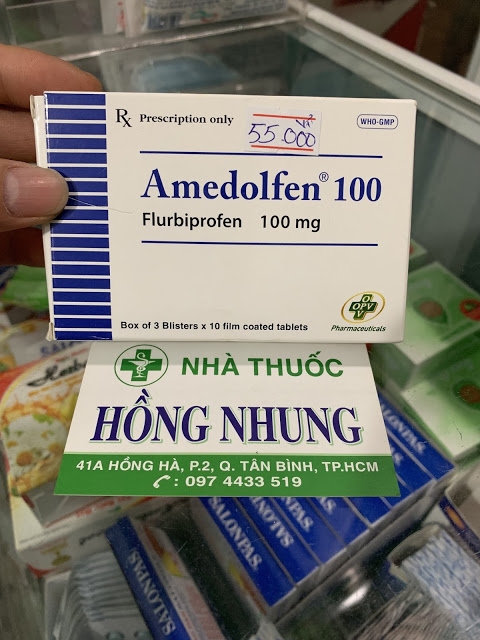 Rx Prescription only
55.000
WHO-GMP
Amedolfen® 100
Flurbiprofen 100 mg
OPV
Pharmaceuticals
Box of 3 Blisters x 10 film coated tablets
NHÀ THUỐC
HỒNG NHUNG
41A HỒNG HÀ, P.2, Q. TÂN BÌNH, TP.HCM
: 097 4433 519
SALONPAS
SALONPAS
SALONPAS
SALONPAS